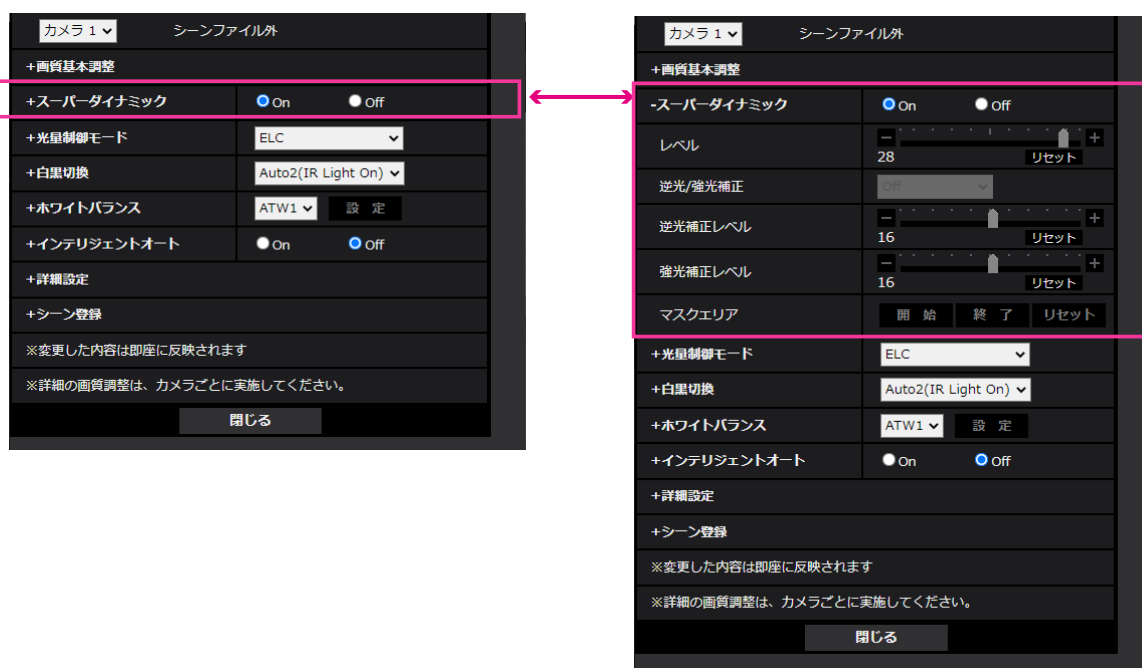 カメラ 1 シーンファイル外
+画質基本調整
+スーパーダイナミック On Off
+光量制御モード ELC
+白黒切換 Auto2(IR Light On)
+ホワイトバランス ATW1 設 定
+インテリジェントオート On Off
+詳細設定
+シーン登録
※変更した内容は即座に反映されます
※詳細の画質調整は、カメラごとに実施してください。
閉じる
カメラ 1 シーンファイル外
+画質基本調整
-スーパーダイナミック On Off
レベル − +
28 リセット
逆光/強光補正 Off
逆光補正レベル − +
16 リセット
強光補正レベル − +
16 リセット
マスクエリア 開 始 終 了 リセット
+光量制御モード ELC
+白黒切換 Auto2(IR Light On)
+ホワイトバランス ATW1 設 定
+インテリジェントオート On Off
+詳細設定
+シーン登録
※変更した内容は即座に反映されます
※詳細の画質調整は、カメラごとに実施してください。
閉じる